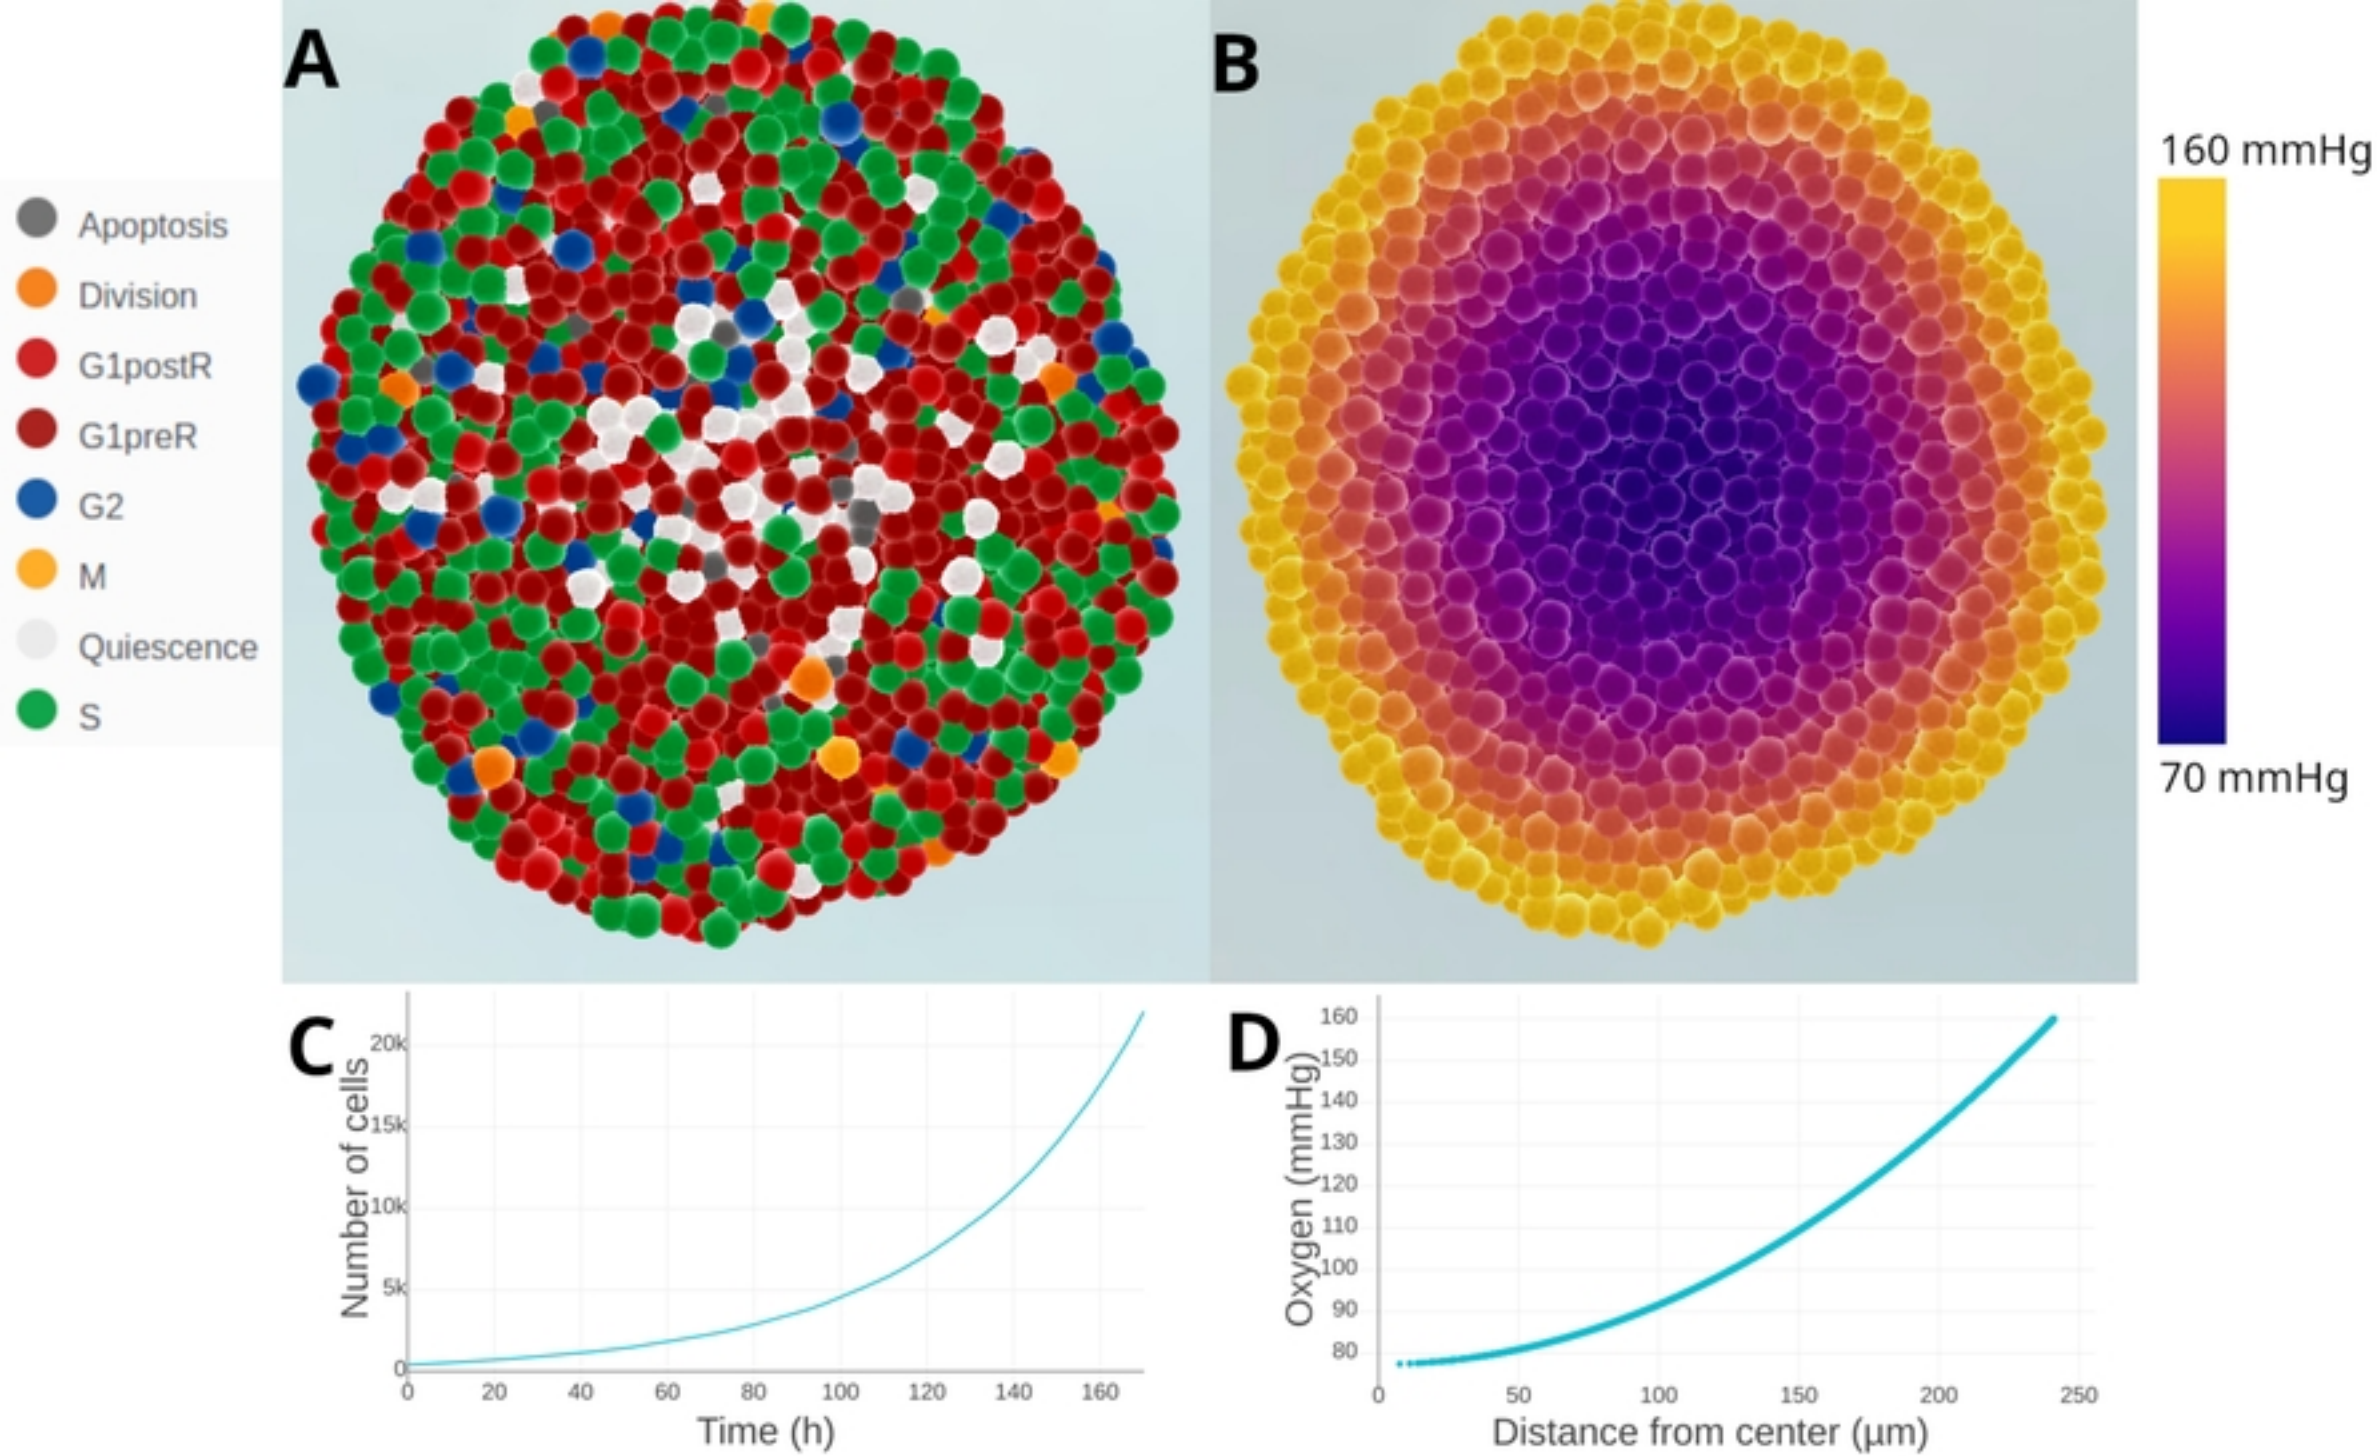 A
B
160 mmHg
Apoptosis
Division
G1postR
G1preR
G2
M
Quiescence
S
70 mmHg
C
Number of cells
20k
15k
10k
5k
0
0 20 40 60 80 100 120 140 160
Time (h)
D
Oxygen (mmHg)
160
150
140
130
120
110
100
90
80
0 50 100 150 200 250
Distance from center (µm)